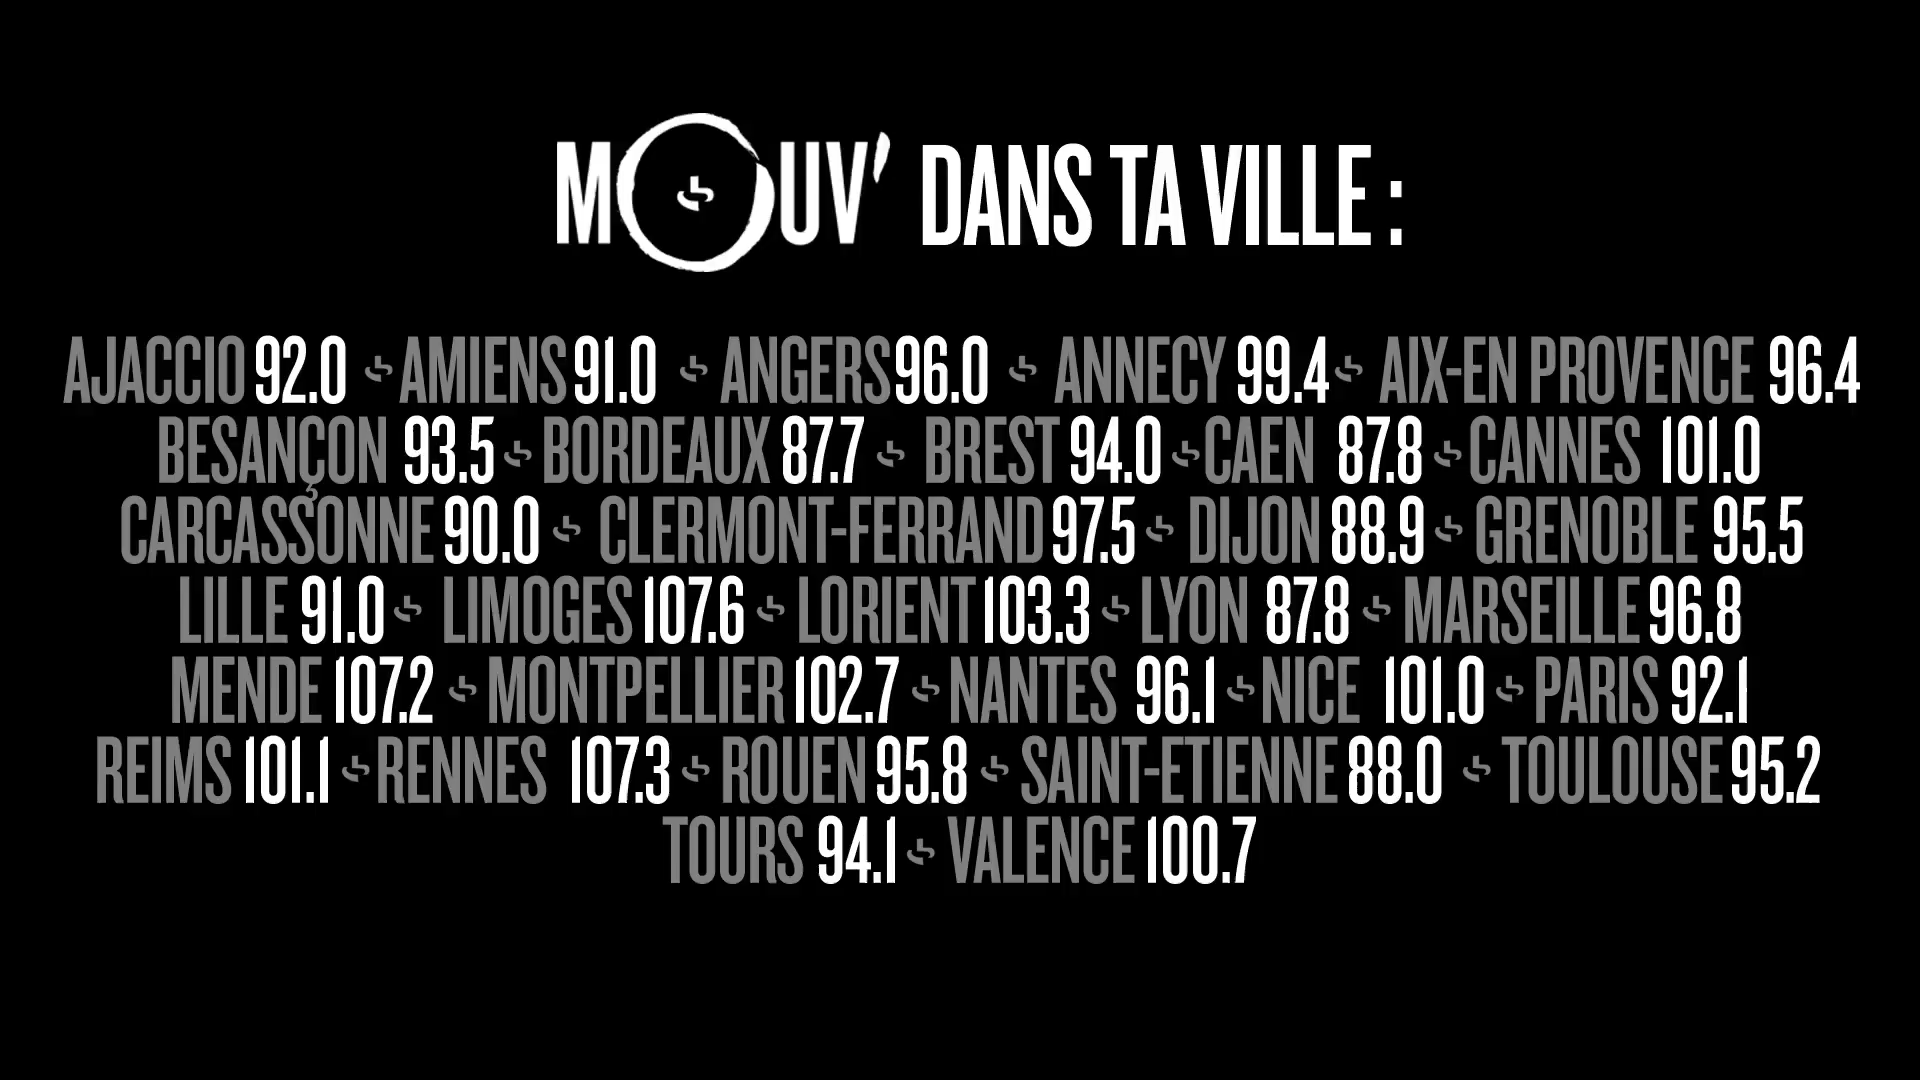 MOUV' DANS TA VILLE :
AJACCIO 92.0 AMIENS 91.0 ANGERS 96.0 ANNECY 99.4 AIX-EN PROVENCE 96.4
BESANÇON 93.5 BORDEAUX 87.7 BREST 94.0 CAEN 87.8 CANNES 101.0
CARCASSONNE 90.0 CLERMONT-FERRAND 97.5 DIJON 88.9 GRENOBLE 95.5
LILLE 91.0 LIMOGES 107.6 LORIENT 103.3 LYON 87.8 MARSEILLE 96.8
MENDE 107.2 MONTPELLIER 102.7 NANTES 96.1 NICE 101.0 PARIS 92.1
REIMS 101.1 RENNES 107.3 ROUEN 95.8 SAINT-ETIENNE 88.0 TOULOUSE 95.2
TOURS 94.1 VALENCE 100.7